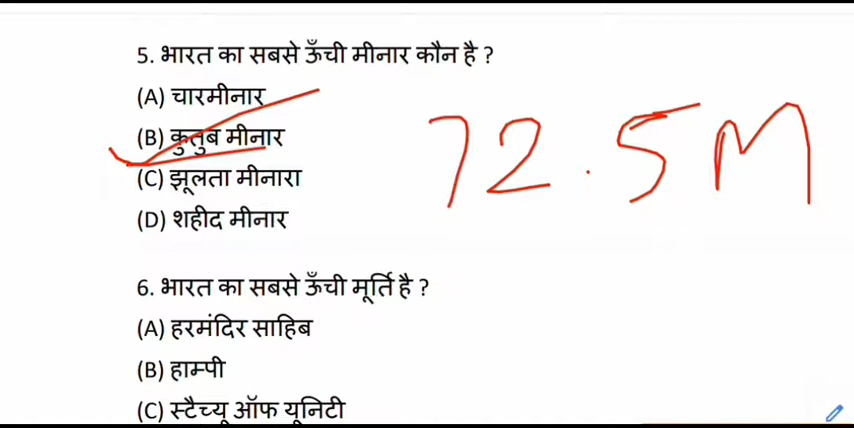 5. भारत का सबसे ऊँची मीनार कौन है ?
(A) चारमीनार
(B) कुतुब मीनार
(C) झूलता मीनारा
(D) शहीद मीनार
72.5M
6. भारत का सबसे ऊँची मूर्ति है ?
(A) हरमंदिर साहिब
(B) हाम्पी
(C) स्टैच्यू ऑफ यूनिटी